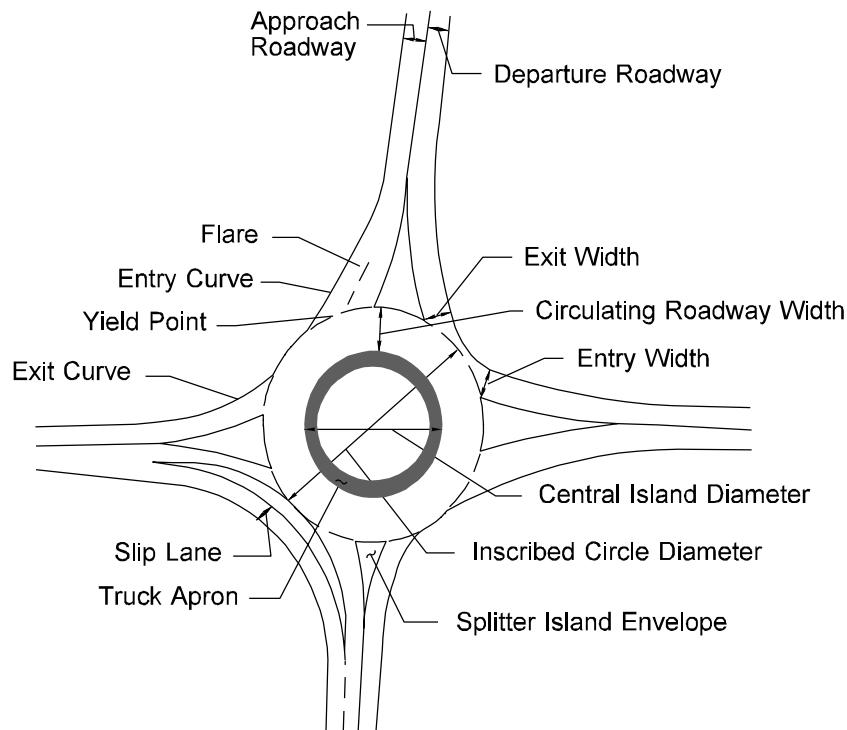 Approach
Roadway
Departure Roadway
Flare
Exit Width
Entry Curve
Circulating Roadway Width
Yield Point
Entry Width
Exit Curve
Central Island Diameter
Slip Lane
Inscribed Circle Diameter
Truck Apron
Splitter Island Envelope